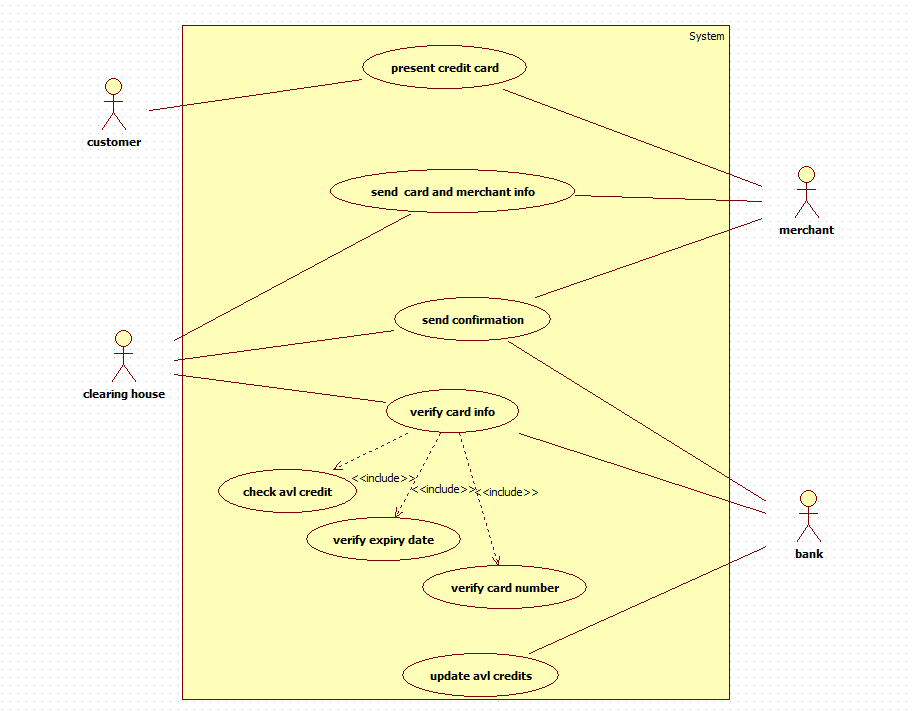 System
present credit card
customer
send card and merchant info
merchant
send confirmation
clearing house
verify card info
<<include>>
<<include>>
<<include>>
check avl credit
verify expiry date
bank
verify card number
update avl credits